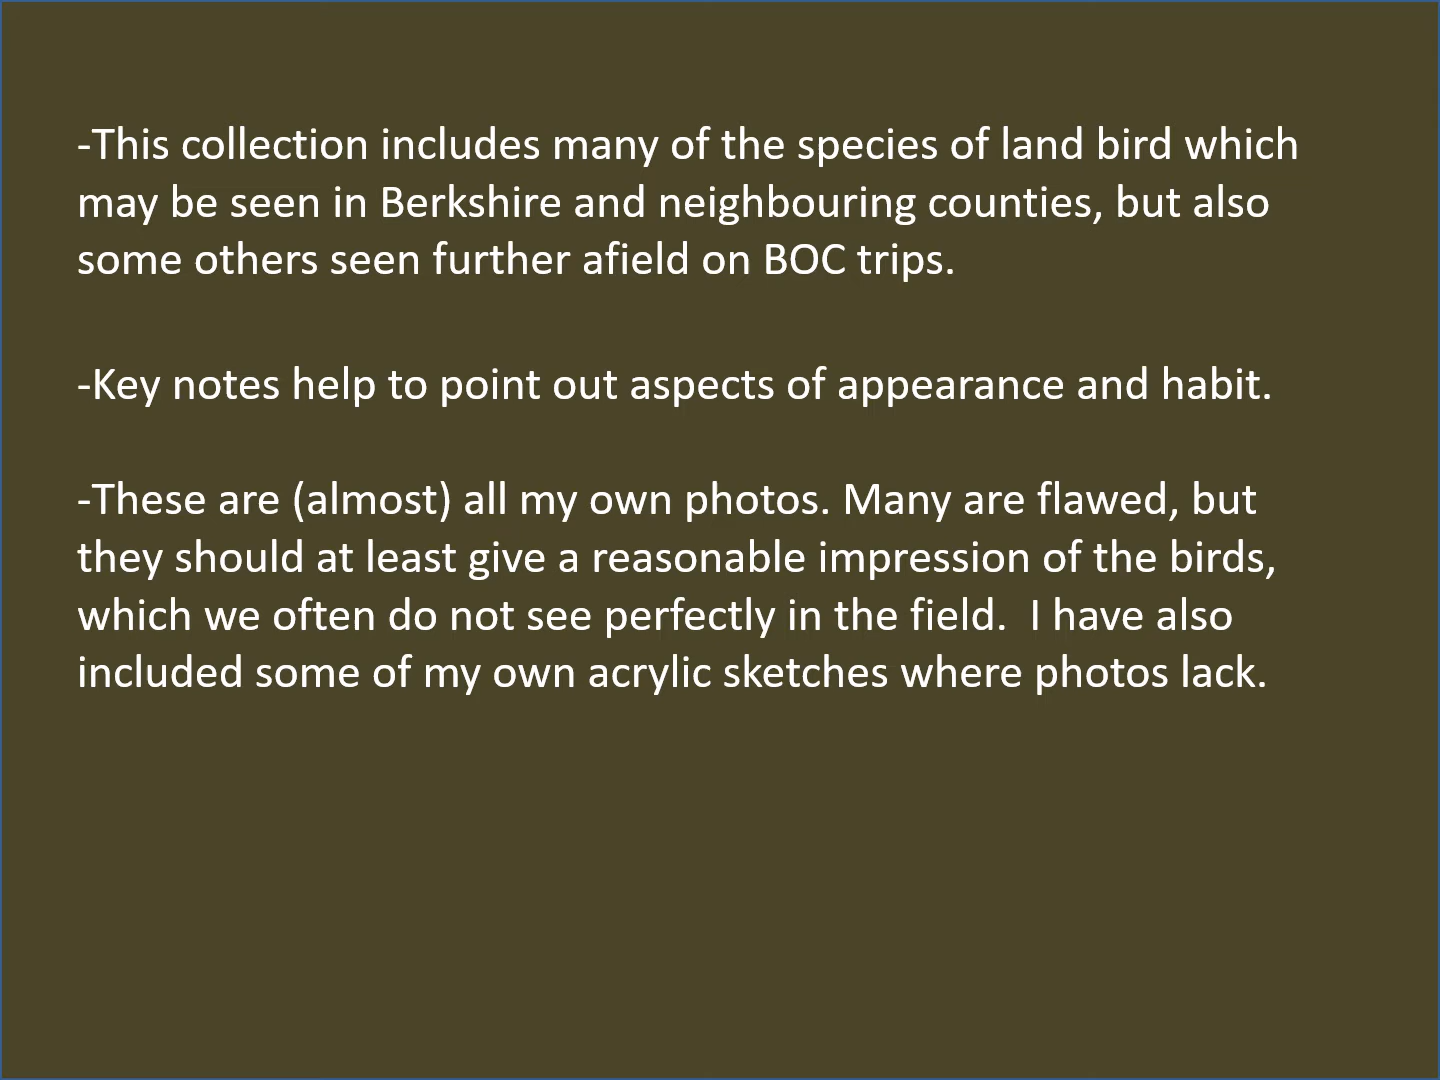 -This collection includes many of the species of land bird which
may be seen in Berkshire and neighbouring counties, but also
some others seen further afield on BOC trips.
-Key notes help to point out aspects of appearance and habit.
-These are (almost) all my own photos. Many are flawed, but
they should at least give a reasonable impression of the birds,
which we often do not see perfectly in the field.  I have also
included some of my own acrylic sketches where photos lack.